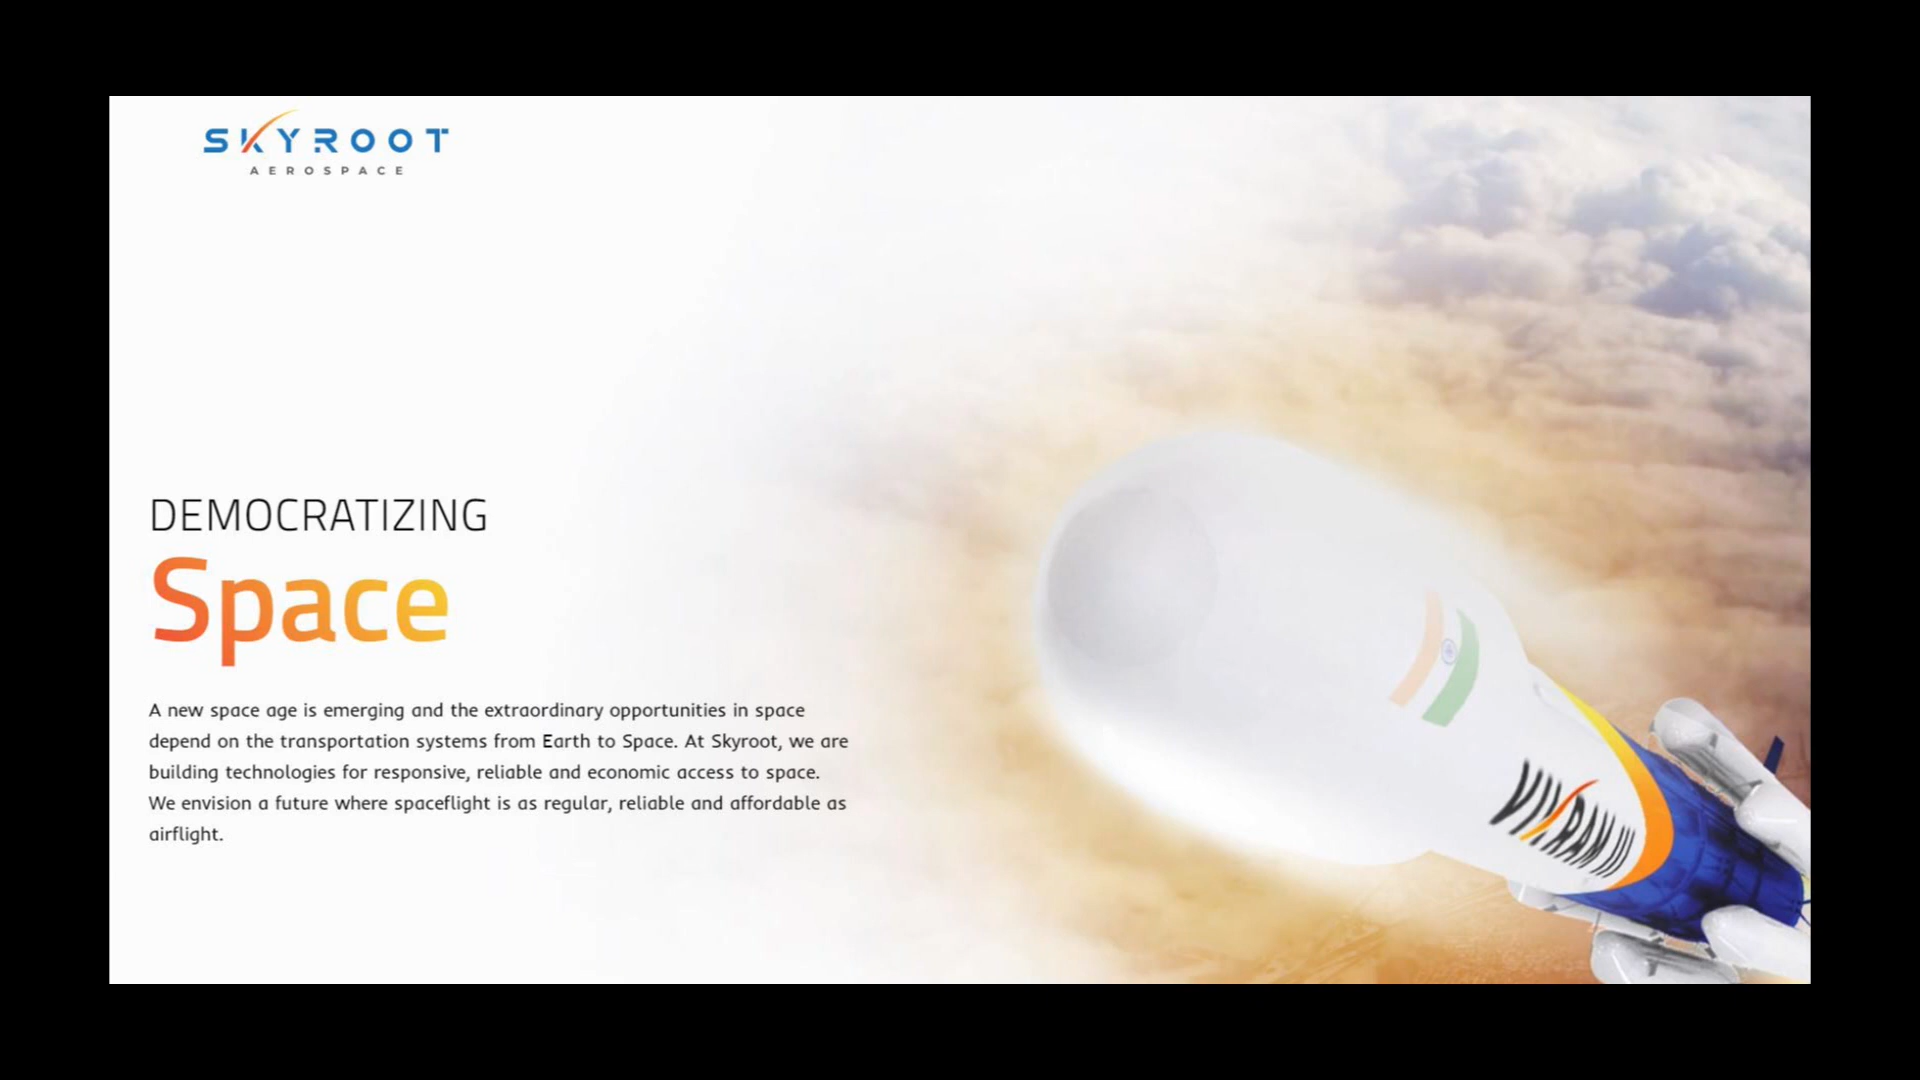 SKYROOT
AEROSPACE
DEMOCRATIZING
Space
A new space age is emerging and the extraordinary opportunities in space
depend on the transportation systems from Earth to Space. At Skyroot, we are
building technologies for responsive, reliable and economic access to space.
We envision a future where spaceflight is as regular, reliable and affordable as
airflight.
VIKRAM III